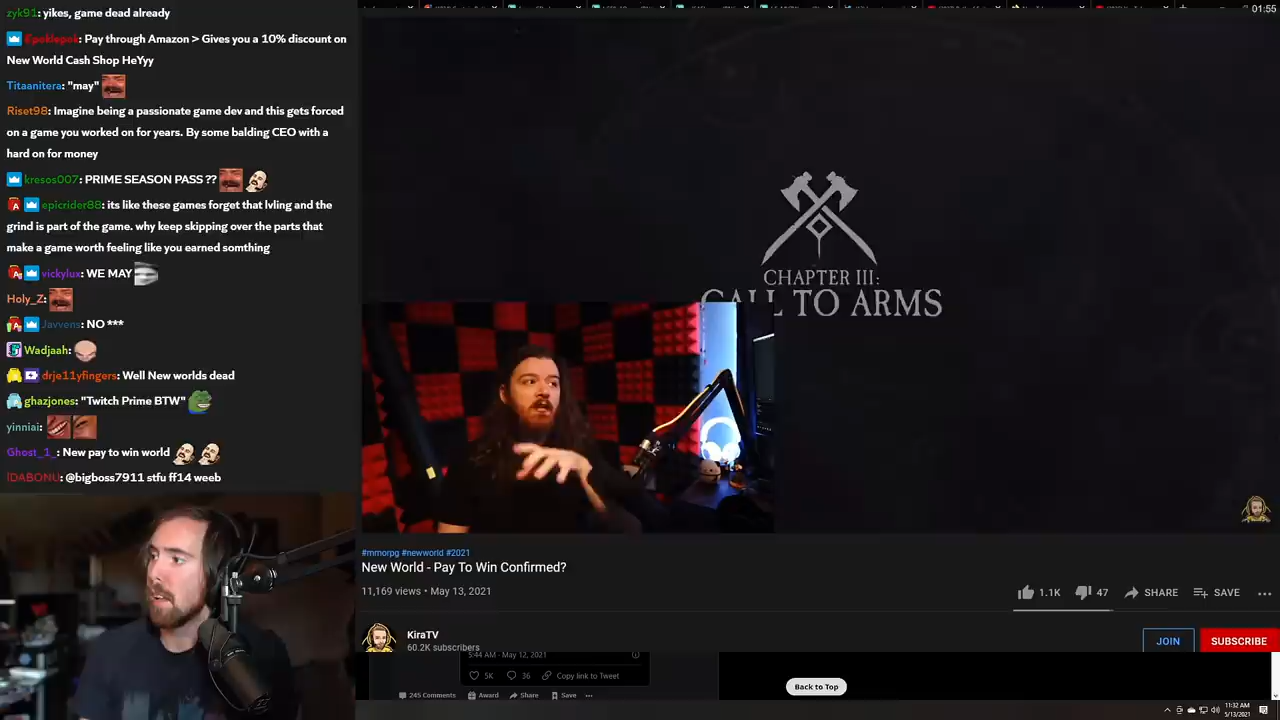 zyk91: yikes, game dead already
: Pay through Amazon > Gives you a 10% discount on
New World Cash Shop HeYyy
Titaanitera: "may"
Riset98: Imagine being a passionate game dev and this gets forced
on a game you worked on for years. By some balding CEO with a
hard on for money
kresos007: PRIME SEASON PASS ??
epicrider88: its like these games forget that lvling and the
grind is part of the game. why keep skipping over the parts that
make a game worth feeling like you earned somthing
vickylux: WE MAY
Holy_Z:
Javvens: NO ***
Wadjaah:
drje11yfingers: Well New worlds dead
ghazjones: "Twitch Prime BTW"
yinniai:
Ghost_1_: New pay to win world
IDABONU: @bigboss7911 stfu ff14 weeb
01:55
CHAPTER III:
CALL TO ARMS
#mmorpg #newworld #2021
New World - Pay To Win Confirmed?
11,169 views • May 13, 2021
1.1K 47 SHARE SAVE
KiraTV
60.2K subscribers
JOIN SUBSCRIBE
5:44 AM · May 12, 2021
5K 36 Copy link to Tweet
245 Comments Award Share Save
Back to Top
11:32 AM
5/13/2021